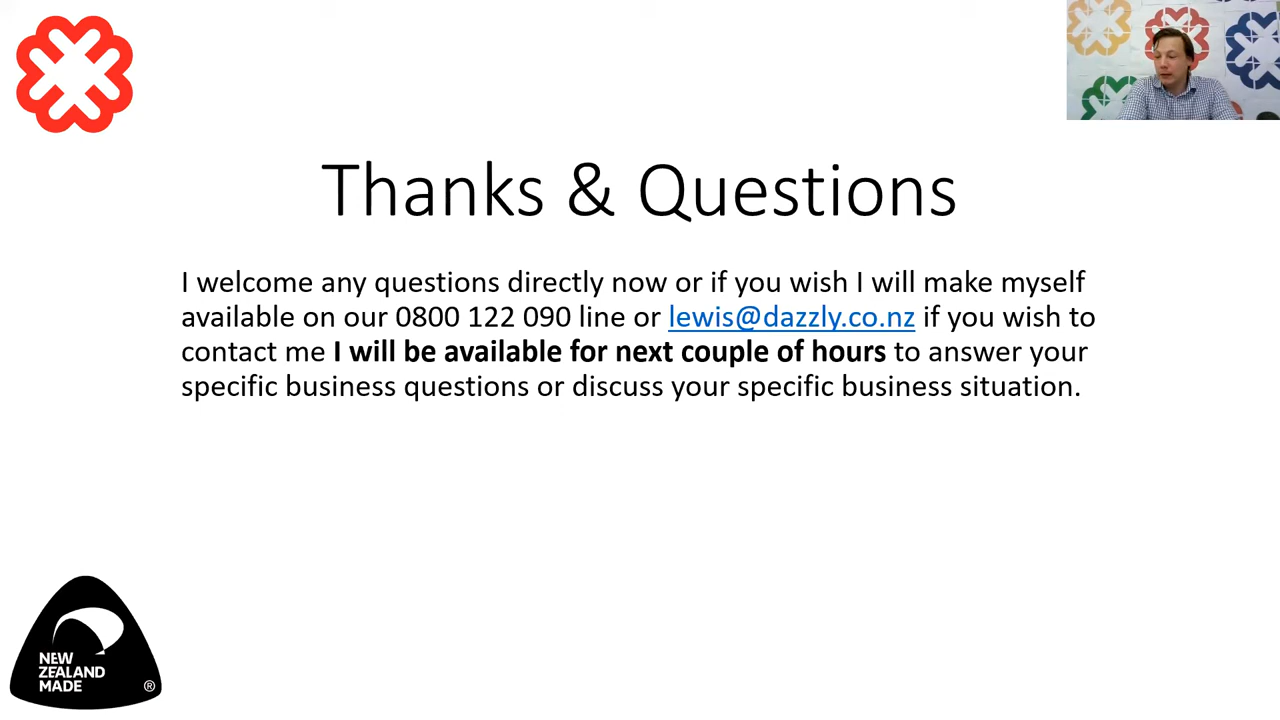 Thanks & Questions
I welcome any questions directly now or if you wish I will make myself
available on our 0800 122 090 line or lewis@dazzly.co.nz if you wish to
contact me I will be available for next couple of hours to answer your
specific business questions or discuss your specific business situation.
NEW
ZEALAND
MADE ®